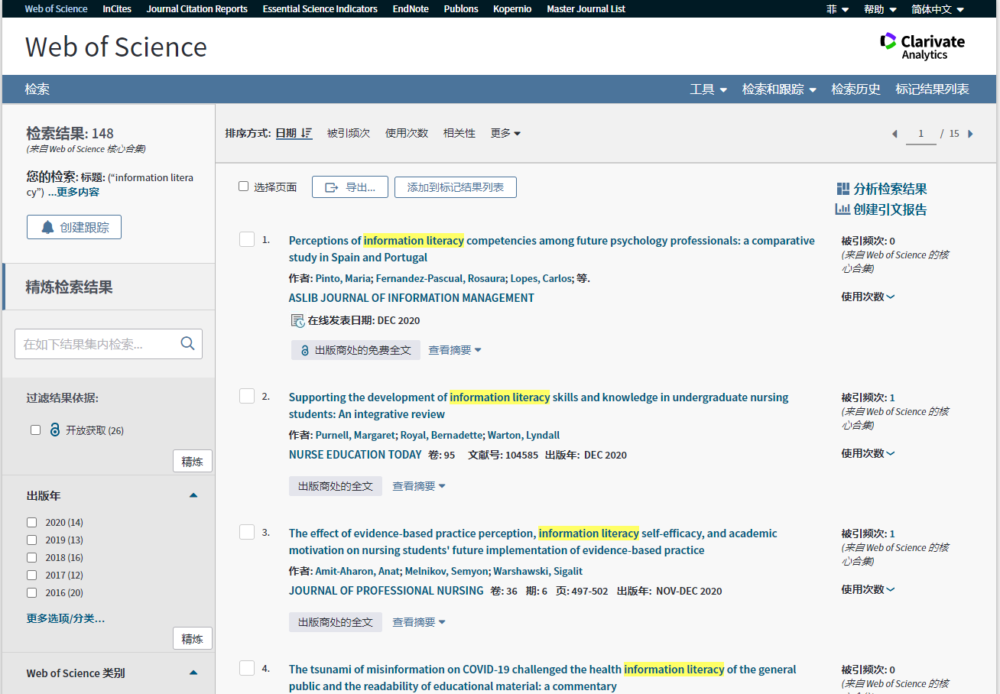 Web of Science InCites Journal Citation Reports Essential Science Indicators EndNote Publons Kopernio Master Journal List 菲 帮助 简体中文
Web of Science
Clarivate
Analytics
检索 工具 检索和跟踪 检索历史 标记结果列表
检索结果: 148
(来自 Web of Science 核心合集)
您的检索: 标题: (“information litera
cy”) ...更多内容
创建跟踪
精炼检索结果
在如下结果集内检索...
过滤结果依据:
开放获取 (26)
精炼
出版年
2020 (14)
2019 (13)
2018 (16)
2017 (12)
2016 (20)
更多选项/分类...
精炼
Web of Science 类别
排序方式: 日期 被引频次 使用次数 相关性 更多 1 / 15
选择页面 导出... 添加到标记结果列表
分析检索结果
创建引文报告
1. Perceptions of information literacy competencies among future psychology professionals: a comparative
study in Spain and Portugal
作者: Pinto, Maria; Fernandez-Pascual, Rosaura; Lopes, Carlos; 等.
ASLIB JOURNAL OF INFORMATION MANAGEMENT
在线发表日期: DEC 2020
出版商处的免费全文 查看摘要
被引频次: 0
(来自 Web of Science 的核
心合集)
使用次数
2. Supporting the development of information literacy skills and knowledge in undergraduate nursing
students: An integrative review
作者: Purnell, Margaret; Royal, Bernadette; Warton, Lyndall
NURSE EDUCATION TODAY 卷: 95 文献号: 104585 出版年: DEC 2020
出版商处的全文 查看摘要
被引频次: 1
(来自 Web of Science 的核
心合集)
使用次数
3. The effect of evidence-based practice perception, information literacy self-efficacy, and academic
motivation on nursing students' future implementation of evidence-based practice
作者: Amit-Aharon, Anat; Melnikov, Semyon; Warshawski, Sigalit
JOURNAL OF PROFESSIONAL NURSING 卷: 36 期: 6 页: 497-502 出版年: NOV-DEC 2020
出版商处的全文 查看摘要
被引频次: 1
(来自 Web of Science 的核
心合集)
使用次数
4. The tsunami of misinformation on COVID-19 challenged the health information literacy of the general
public and the readability of educational material: a commentary
被引频次: 0
(来自 Web of Science 的核